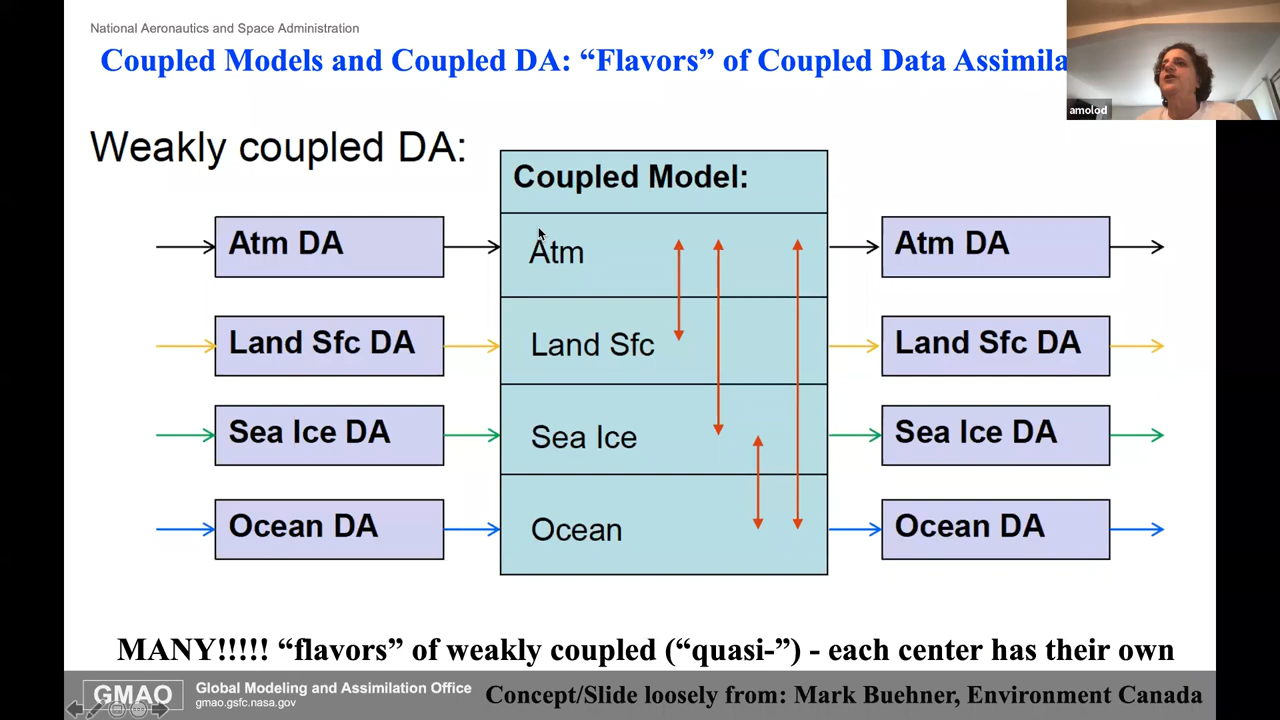 National Aeronautics and Space Administration
Coupled Models and Coupled DA: “Flavors” of Coupled Data Assimila
amolod
Weakly coupled DA:
Coupled Model:
Atm DA
Atm
Atm DA
Land Sfc DA
Land Sfc
Land Sfc DA
Sea Ice DA
Sea Ice
Sea Ice DA
Ocean DA
Ocean
Ocean DA
MANY!!!!! “flavors” of weakly coupled (“quasi-”) - each center has their own
GMAO
Global Modeling and Assimilation Office
gmao.gsfc.nasa.gov
Concept/Slide loosely from: Mark Buehner, Environment Canada